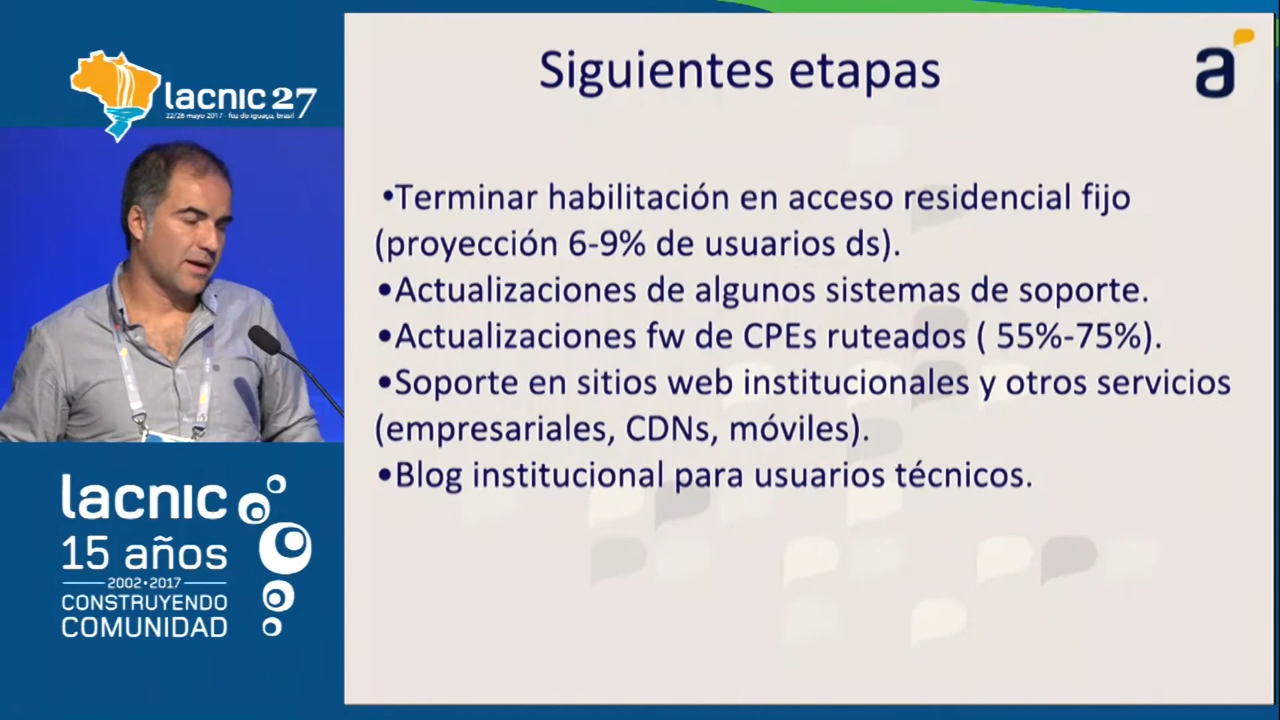 lacnic 27
22/26 mayo 2017 - foz do iguaçu, brasil
lacnic
15 años
2002•2017
CONSTRUYENDO
COMUNIDAD
Siguientes etapas
a
•Terminar habilitación en acceso residencial fijo
(proyección 6-9% de usuarios ds).
•Actualizaciones de algunos sistemas de soporte.
•Actualizaciones fw de CPEs ruteados ( 55%-75%).
•Soporte en sitios web institucionales y otros servicios
(empresariales, CDNs, móviles).
•Blog institucional para usuarios técnicos.